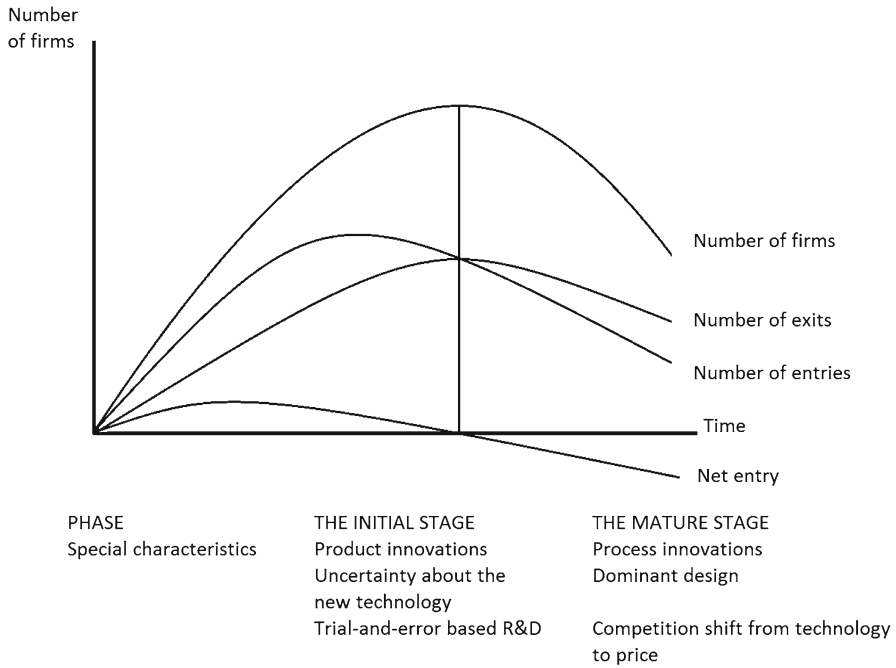 Number
of firms
Number of firms
Number of exits
Number of entries
Time
Net entry
PHASE
Special characteristics
THE INITIAL STAGE
Product innovations
Uncertainty about the
new technology
Trial-and-error based R&D
THE MATURE STAGE
Process innovations
Dominant design
Competition shift from technology
to price